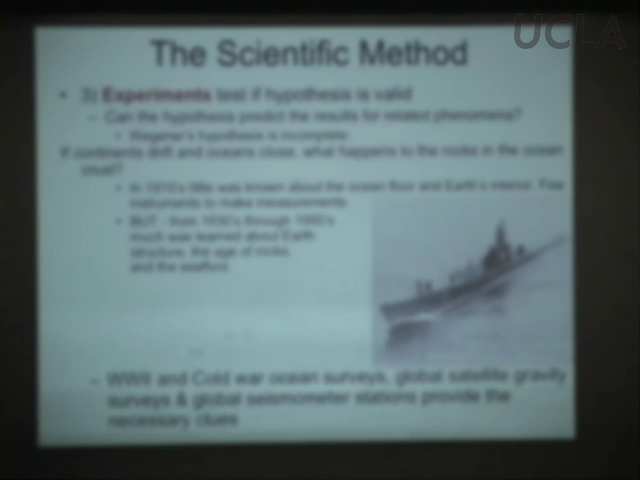 UCLA
The Scientific Method
• 3) Experiments test if hypothesis is valid
– Can the hypothesis predict the results for related phenomena?
• Wegener's hypothesis is incomplete:
If continents drift and oceans close, what happens to the rocks in the ocean
crust?
• In 1910's little was known about the ocean floor and Earth's interior. Few
instruments to make measurements.
• BUT - from 1930's through 1950's
much was learned about Earth
structure, the age of rocks,
and the seafloor.
– WWII and Cold war ocean surveys, global satellite gravity
surveys & global seismometer stations provide the
necessary clues